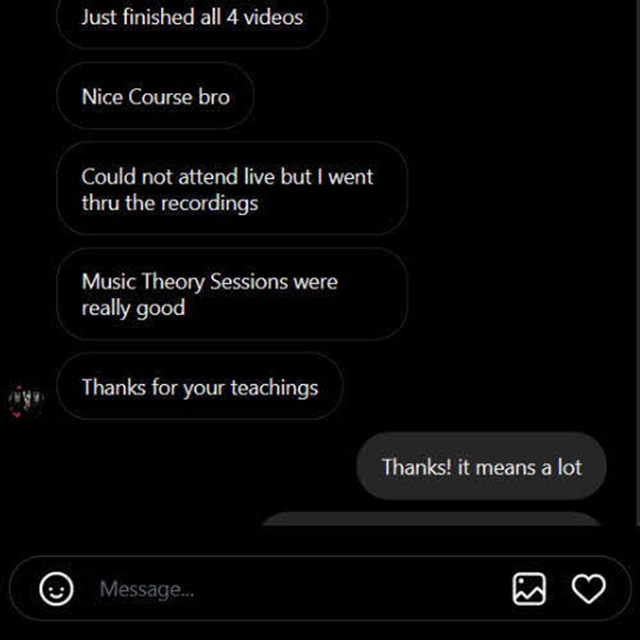 Just finished all 4 videos
Nice Course bro
Could not attend live but I went
thru the recordings
Music Theory Sessions were
really good
Thanks for your teachings
Thanks! it means a lot
Message...